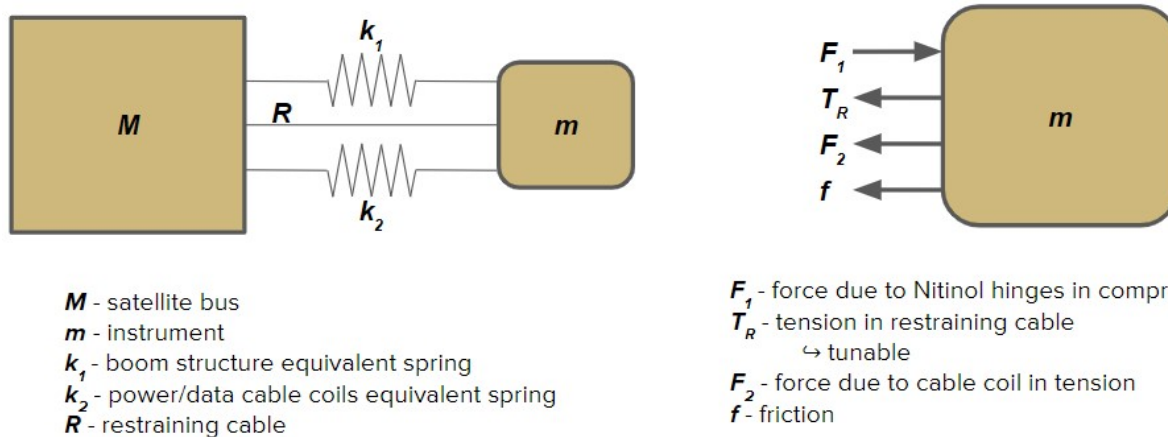 k₁
M
R
m
k₂
F₁
T_R
F₂
f
m
M - satellite bus
m - instrument
k₁ - boom structure equivalent spring
k₂ - power/data cable coils equivalent spring
R - restraining cable
F₁ - force due to Nitinol hinges in compr
T_R - tension in restraining cable
↪ tunable
F₂ - force due to cable coil in tension
f - friction